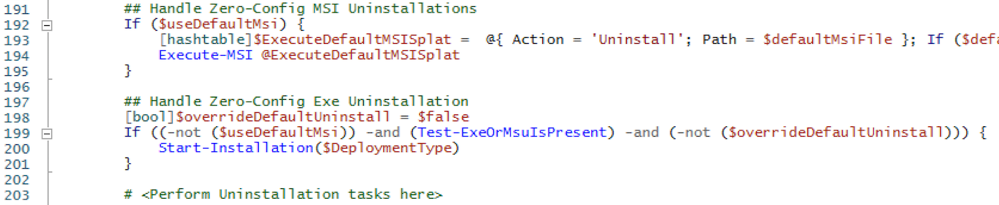 191 ## Handle Zero-Config MSI Uninstallations
192 If ($useDefaultMsi) {
193 [hashtable]$ExecuteDefaultMSISplat =  @{ Action = 'Uninstall'; Path = $defaultMsiFile }; If ($defa
194 Execute-MSI @ExecuteDefaultMSISplat
195 }
196
197 ## Handle Zero-Config Exe Uninstallation
198 [bool]$overrideDefaultUninstall = $false
199 If ((-not ($useDefaultMsi)) -and (Test-ExeOrMsuIsPresent) -and (-not ($overrideDefaultUninstall))) {
200 Start-Installation($DeploymentType)
201 }
202
203 # <Perform Uninstallation tasks here>